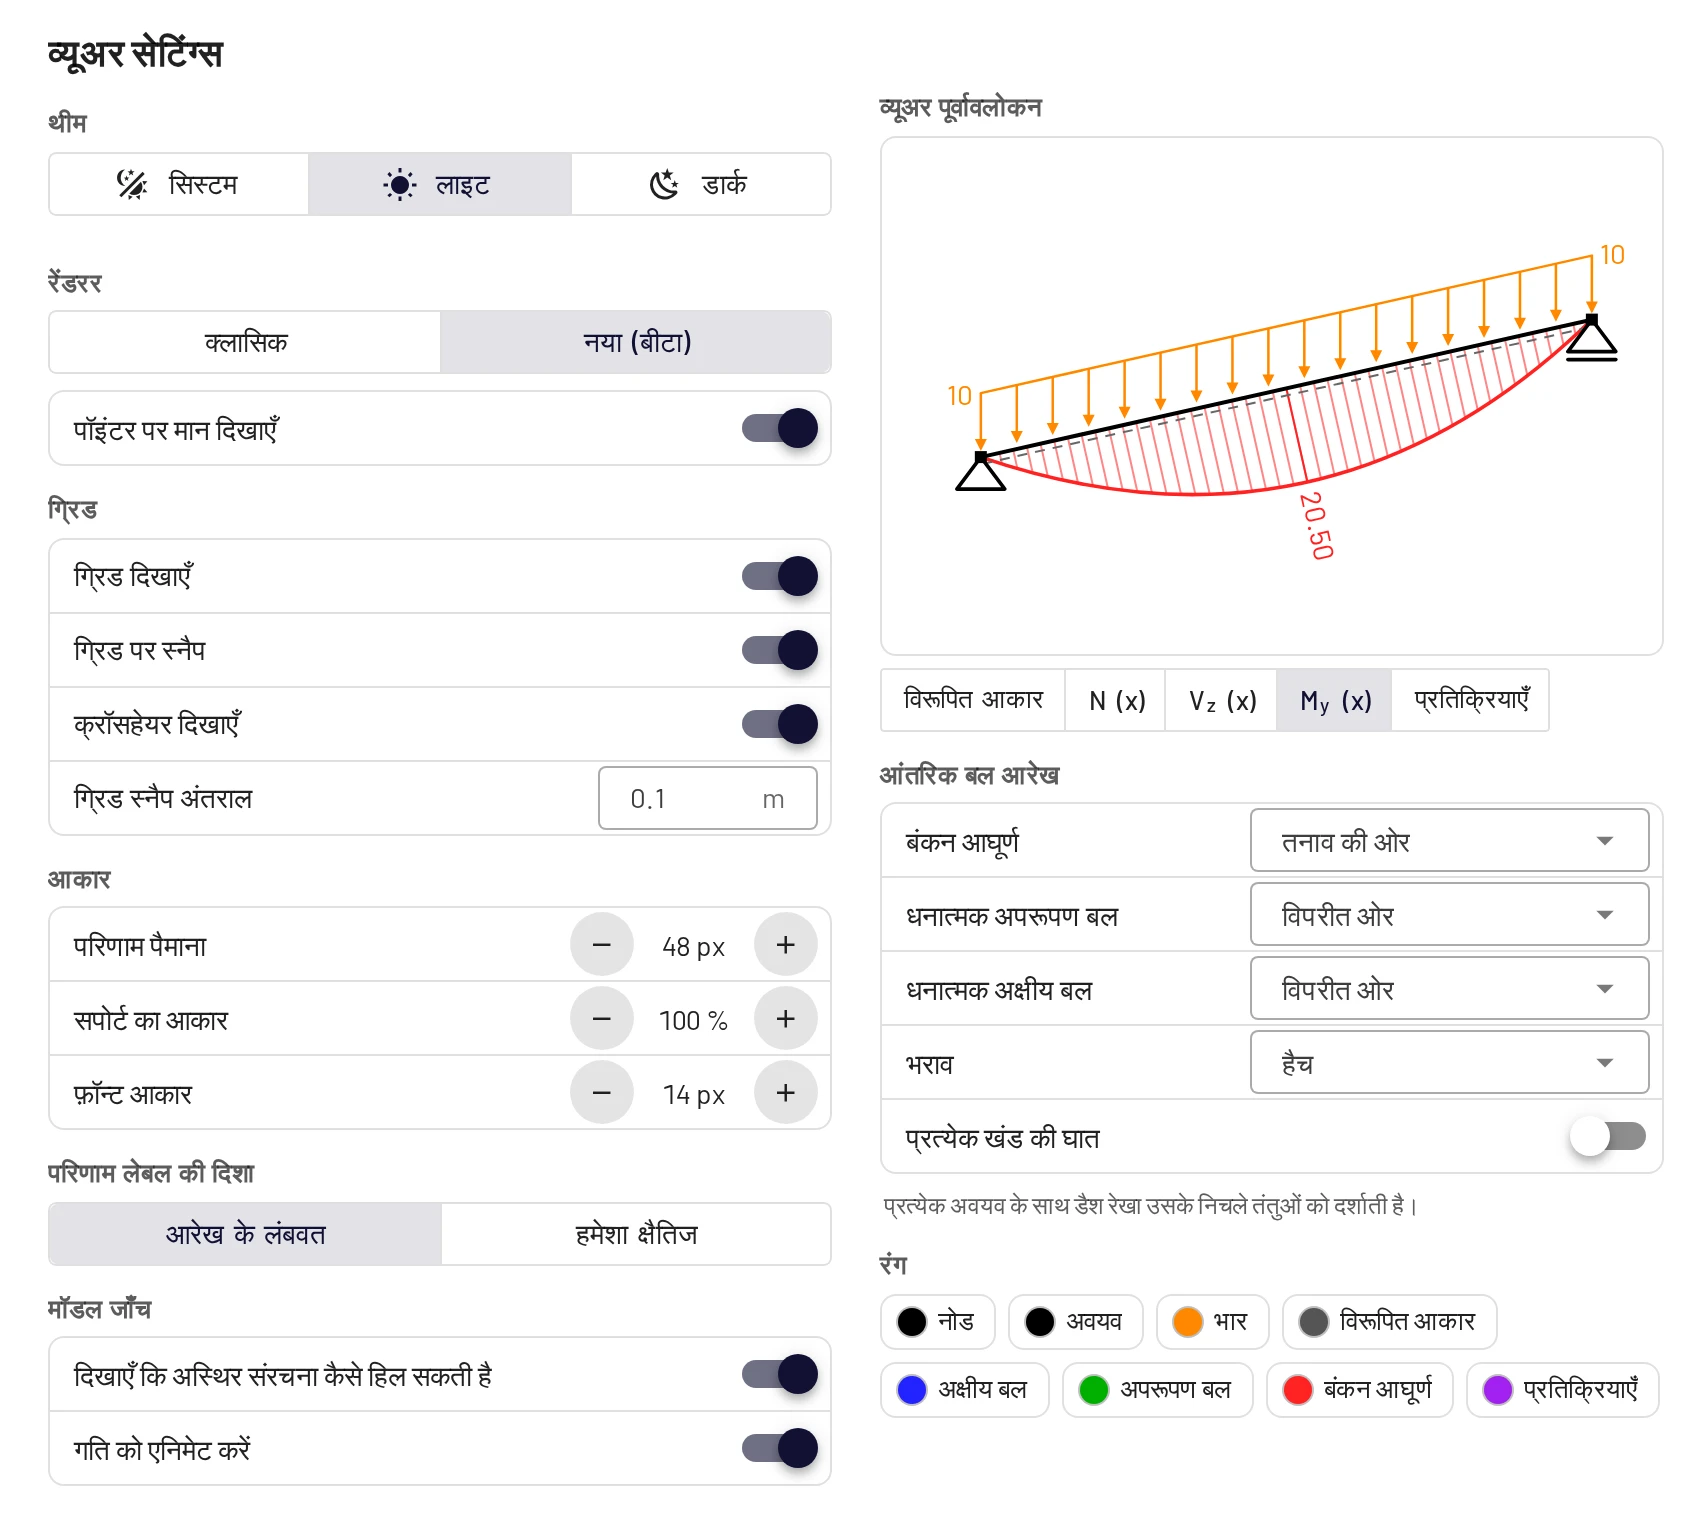 व्यूअर सेटिंग्स
थीम
सिस्टम
लाइट
डार्क
रेंडरर
क्लासिक
नया (बीटा)
पॉइंटर पर मान दिखाएँ
ग्रिड
ग्रिड दिखाएँ
ग्रिड पर स्नैप
क्रॉसहेयर दिखाएँ
ग्रिड स्नैप अंतराल
0.1 m
आकार
परिणाम पैमाना
− 48 px +
सपोर्ट का आकार
− 100 % +
फ़ॉन्ट आकार
− 14 px +
परिणाम लेबल की दिशा
आरेख के लंबवत
हमेशा क्षैतिज
मॉडल जाँच
दिखाएँ कि अस्थिर संरचना कैसे हिल सकती है
गति को एनिमेट करें
व्यूअर पूर्वावलोकन
10
10
20.50
विरूपित आकार
N (x)
Vz (x)
My (x)
प्रतिक्रियाएँ
आंतरिक बल आरेख
बंकन आघूर्ण
तनाव की ओर
धनात्मक अपरूपण बल
विपरीत ओर
धनात्मक अक्षीय बल
विपरीत ओर
भराव
हैच
प्रत्येक खंड की घात
प्रत्येक अवयव के साथ डैश रेखा उसके निचले तंतुओं को दर्शाती है।
रंग
नोड
अवयव
भार
विरूपित आकार
अक्षीय बल
अपरूपण बल
बंकन आघूर्ण
प्रतिक्रियाएँ